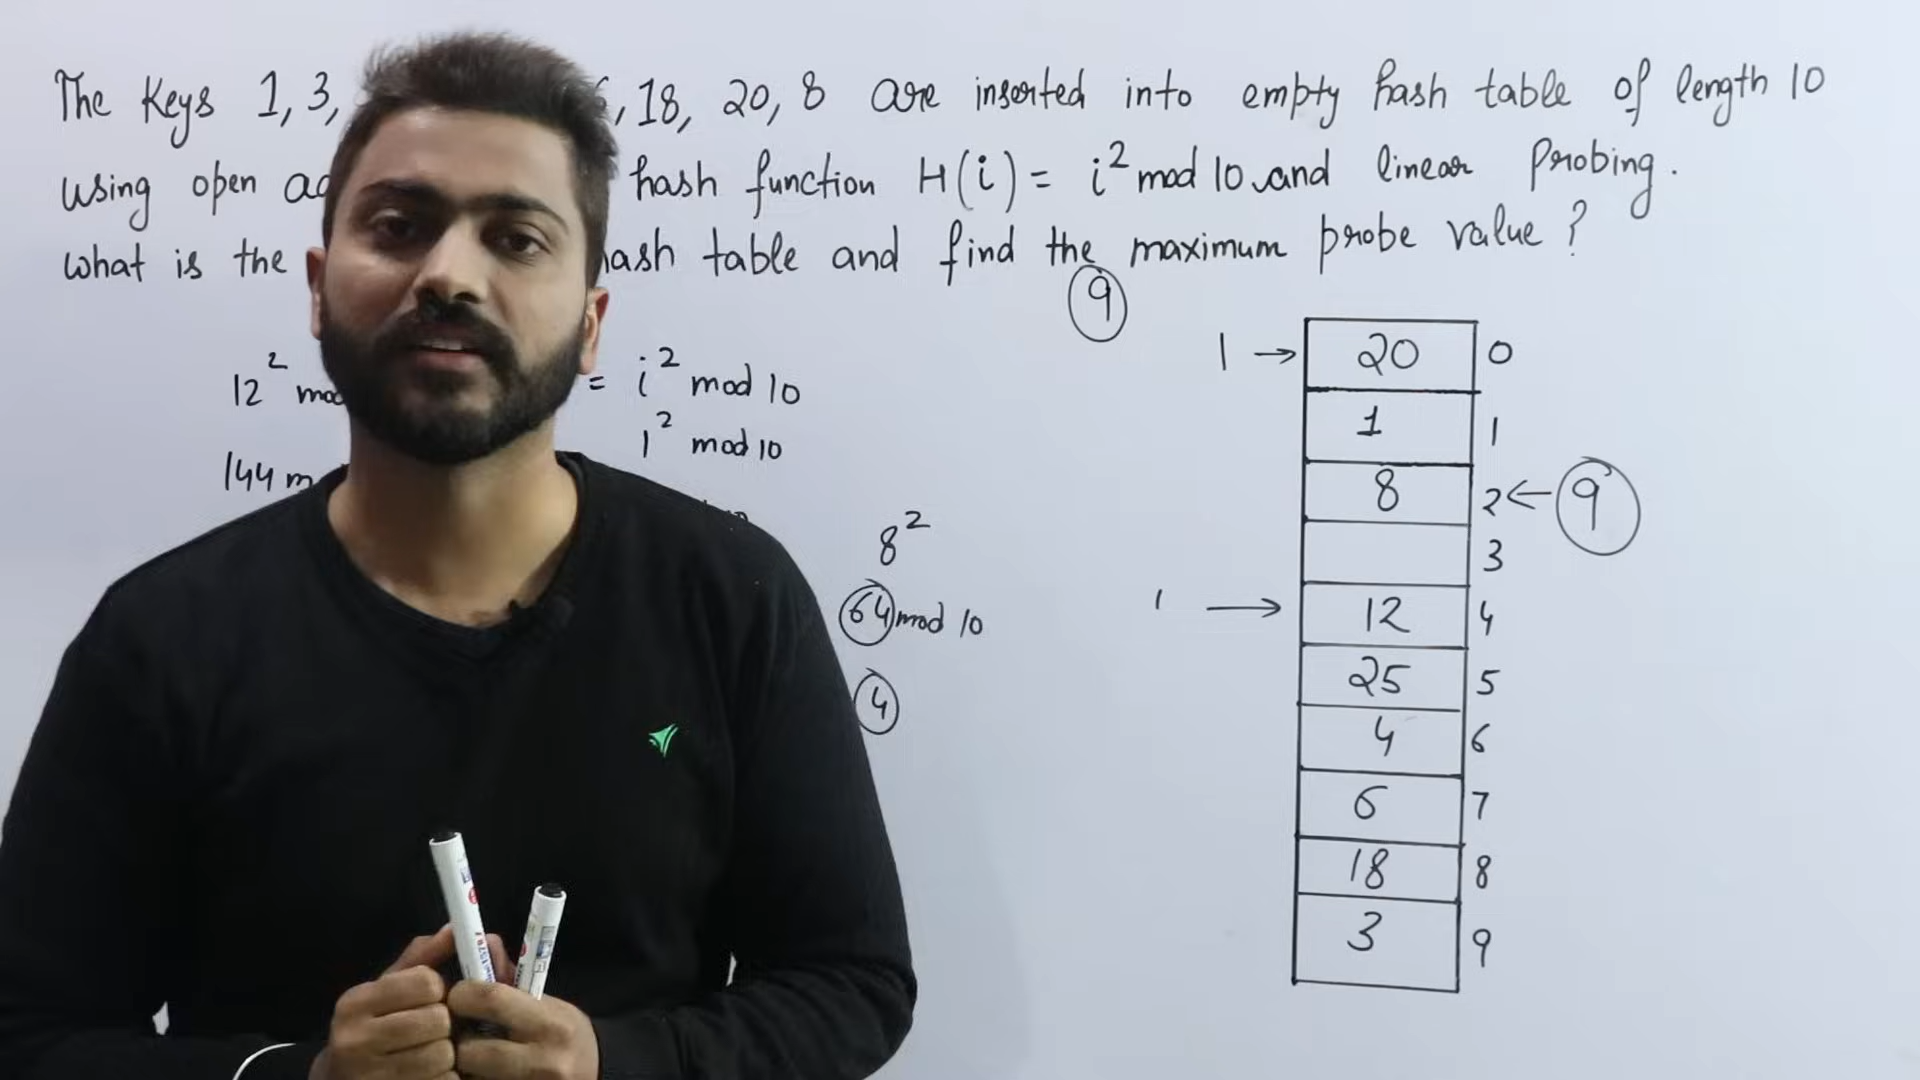 The Keys 1, 3, 6, 18, 20, 8 are inserted into empty hash table of length 10
using open hash function H(i) = i² mod 10 and linear Probing.
what is the hash table and find the maximum probe value ?
9
12² mod = i² mod 10
1² mod 10
144 m
8²
64 mod 10
4
1 → 20 0
1 1
8 2 ← 9
3
→ 12 4
25 5
4 6
6 7
18 8
3 9